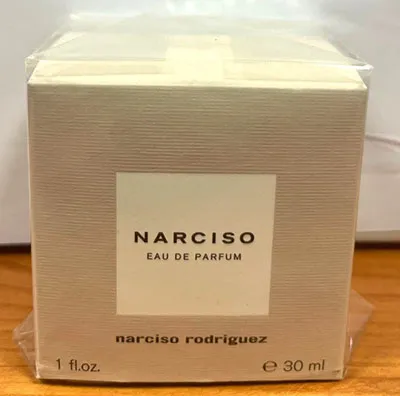 NARCISO
EAU DE PARFUM
narciso rodriguez
1 fl.oz. ℮ 30 ml